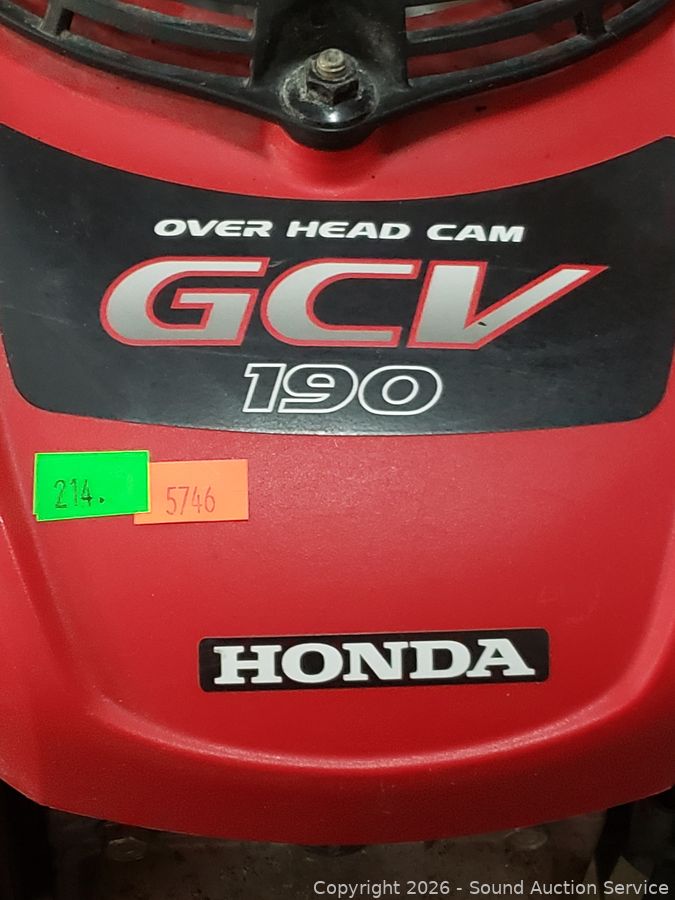 OVER HEAD CAM
GCV
190
214.
5746
HONDA
Copyright 2026 - Sound Auction Service